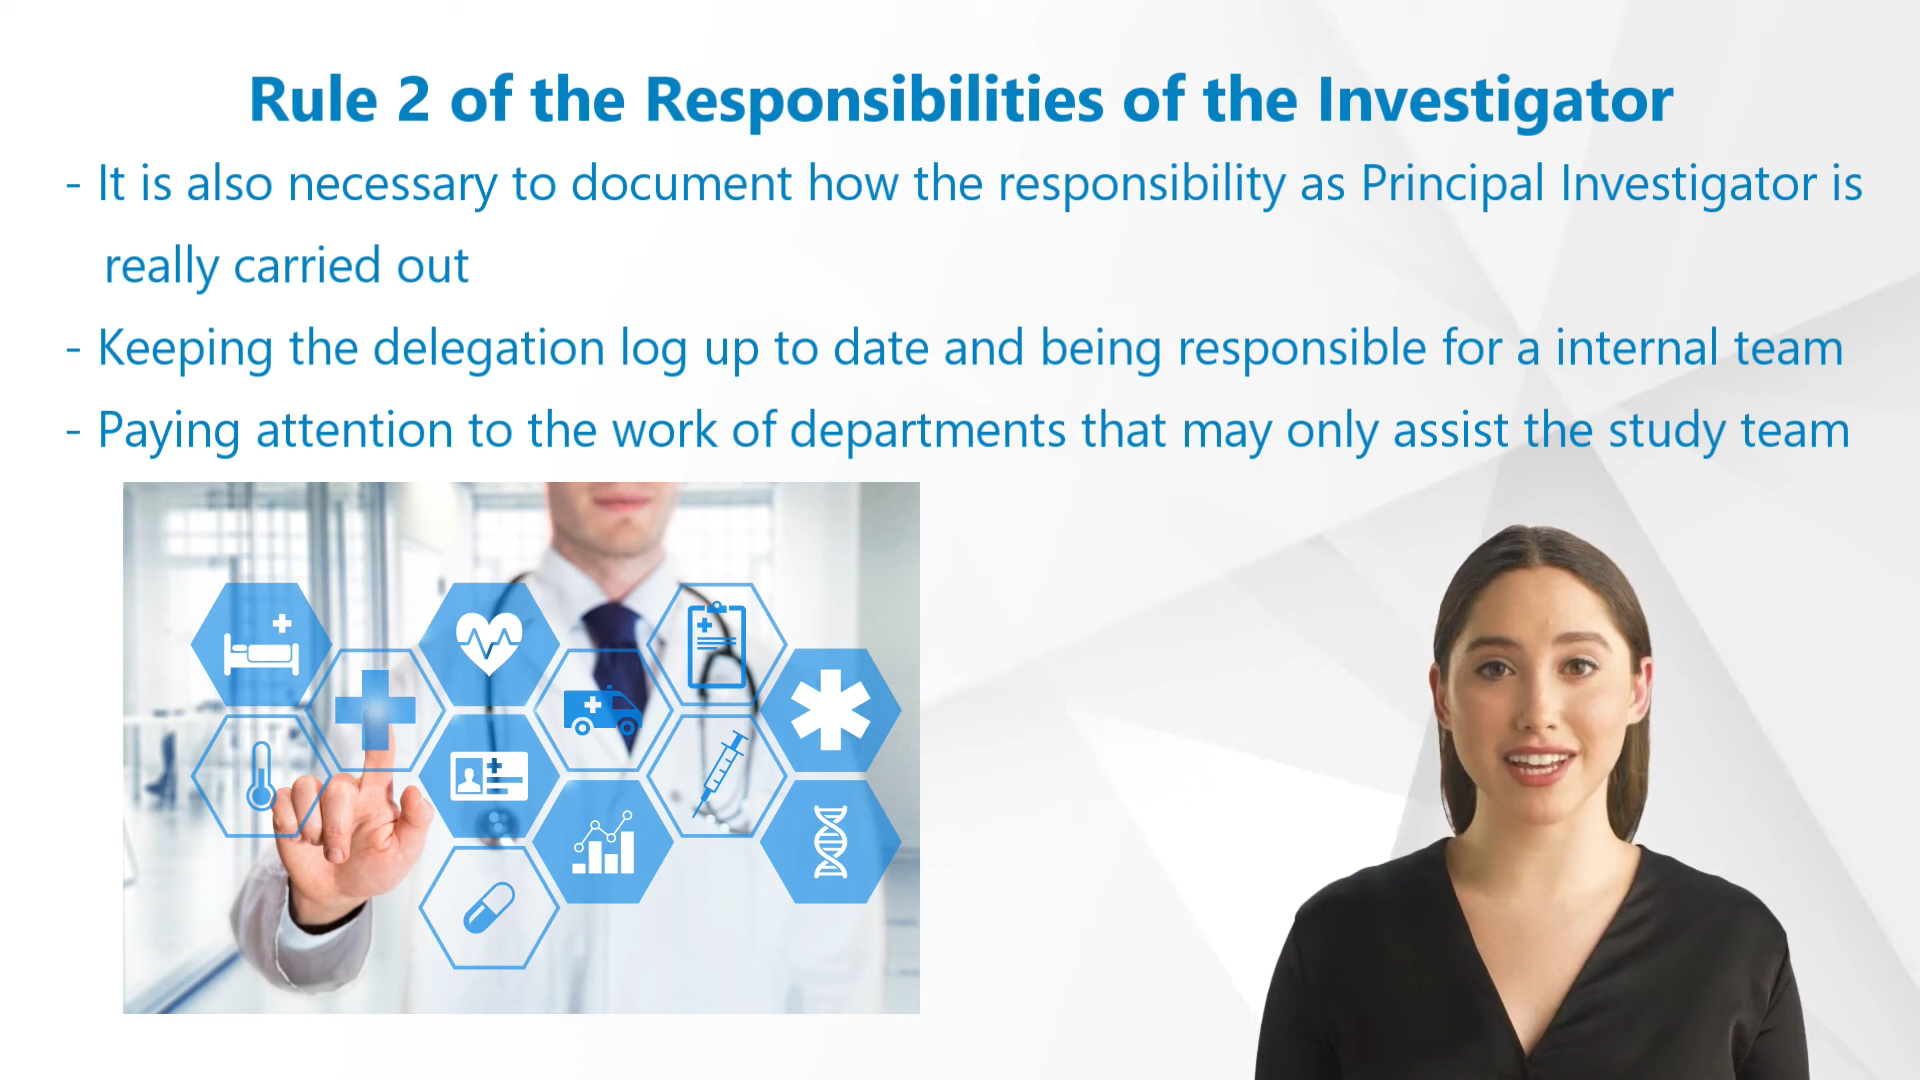 Rule 2 of the Responsibilities of the Investigator
- It is also necessary to document how the responsibility as Principal Investigator is
really carried out
- Keeping the delegation log up to date and being responsible for a internal team
- Paying attention to the work of departments that may only assist the study team